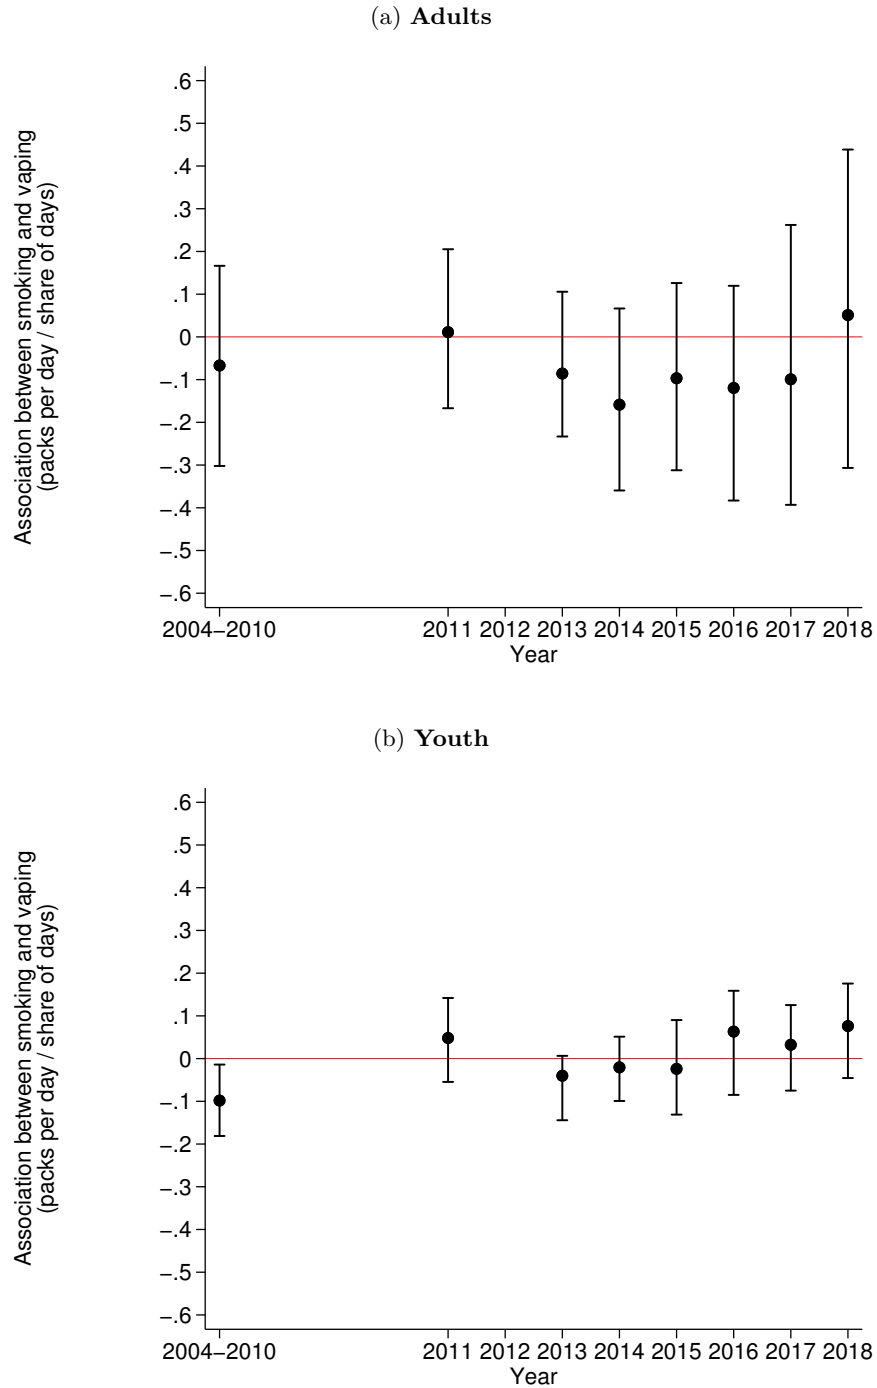 (a) Adults
Association between smoking and vaping
(packs per day / share of days)
.6
.5
.4
.3
.2
.1
0
−.1
−.2
−.3
−.4
−.5
−.6
2004−2010 2011 2012 2013 2014 2015 2016 2017 2018
Year
(b) Youth
Association between smoking and vaping
(packs per day / share of days)
.6
.5
.4
.3
.2
.1
0
−.1
−.2
−.3
−.4
−.5
−.6
2004−2010 2011 2012 2013 2014 2015 2016 2017 2018
Year